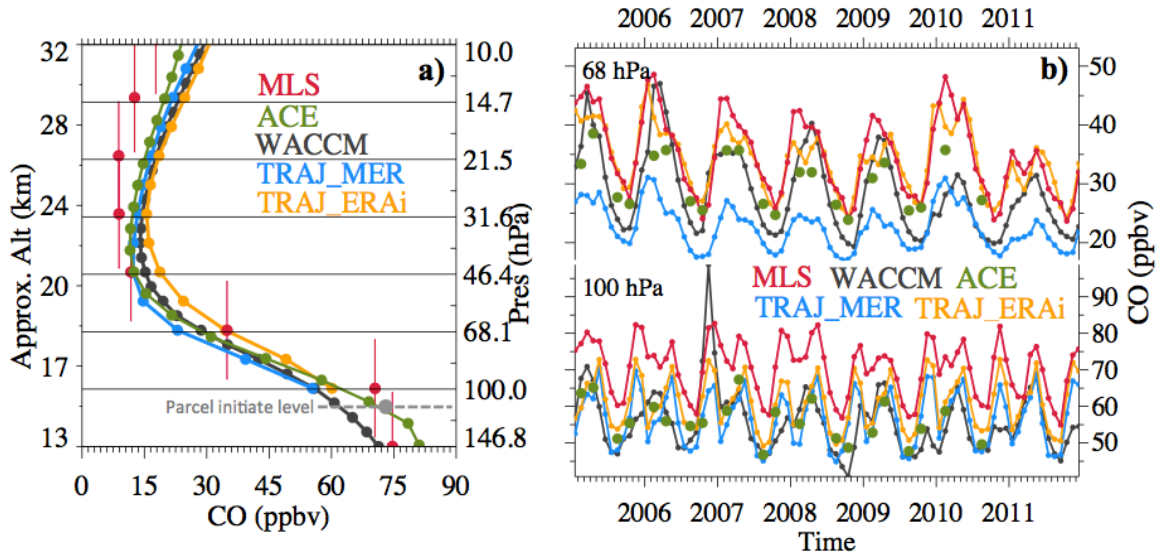 2006 2007 2008 2009 2010 2011
a)
MLS
ACE
WACCM
TRAJ_MER
TRAJ_ERAi
Parcel initiate level
32
28
24
20
17
13
Approx. Alt (km)
10.0
14.7
21.5
31.6
46.4
68.1
100.0
146.8
Pres (hPa)
0 15 30 45 60 75 90
CO (ppbv)
68 hPa
b)
50
40
30
20
MLS WACCM ACE
100 hPa
TRAJ_MER TRAJ_ERAi
90
80
70
60
50
CO (ppbv)
2006 2007 2008 2009 2010 2011
Time